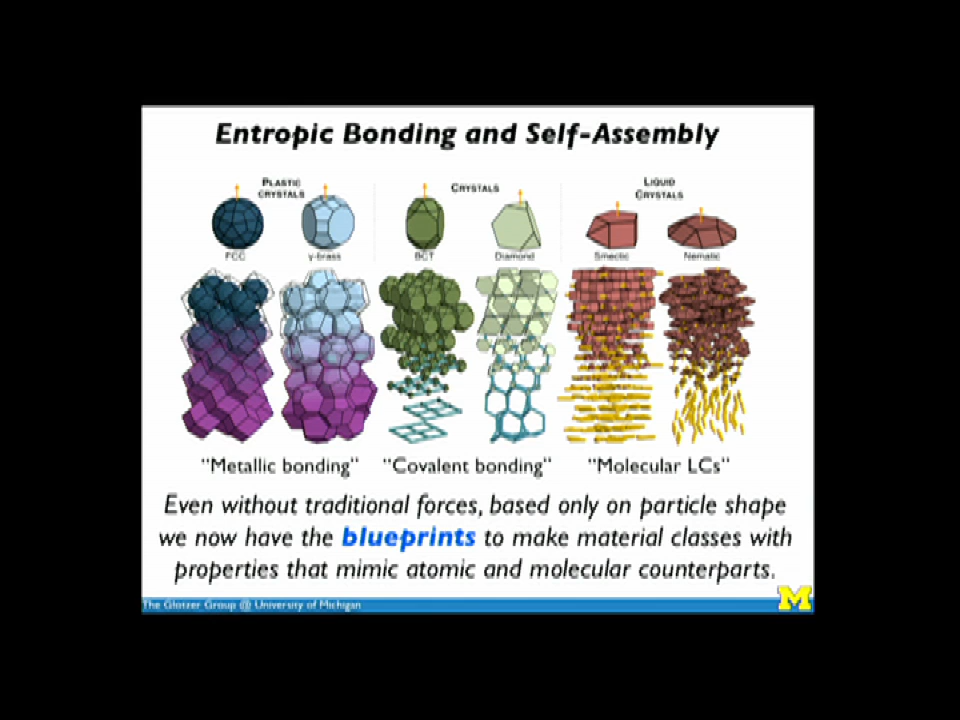 Entropic Bonding and Self-Assembly
PLASTIC CRYSTALS
CRYSTALS
LIQUID CRYSTALS
FCC
γ-brass
BCT
Diamond
Smectic
Nematic
"Metallic bonding"
"Covalent bonding"
"Molecular LCs"
Even without traditional forces, based only on particle shape
we now have the blueprints to make material classes with
properties that mimic atomic and molecular counterparts.
The Glotzer Group @ University of Michigan
M